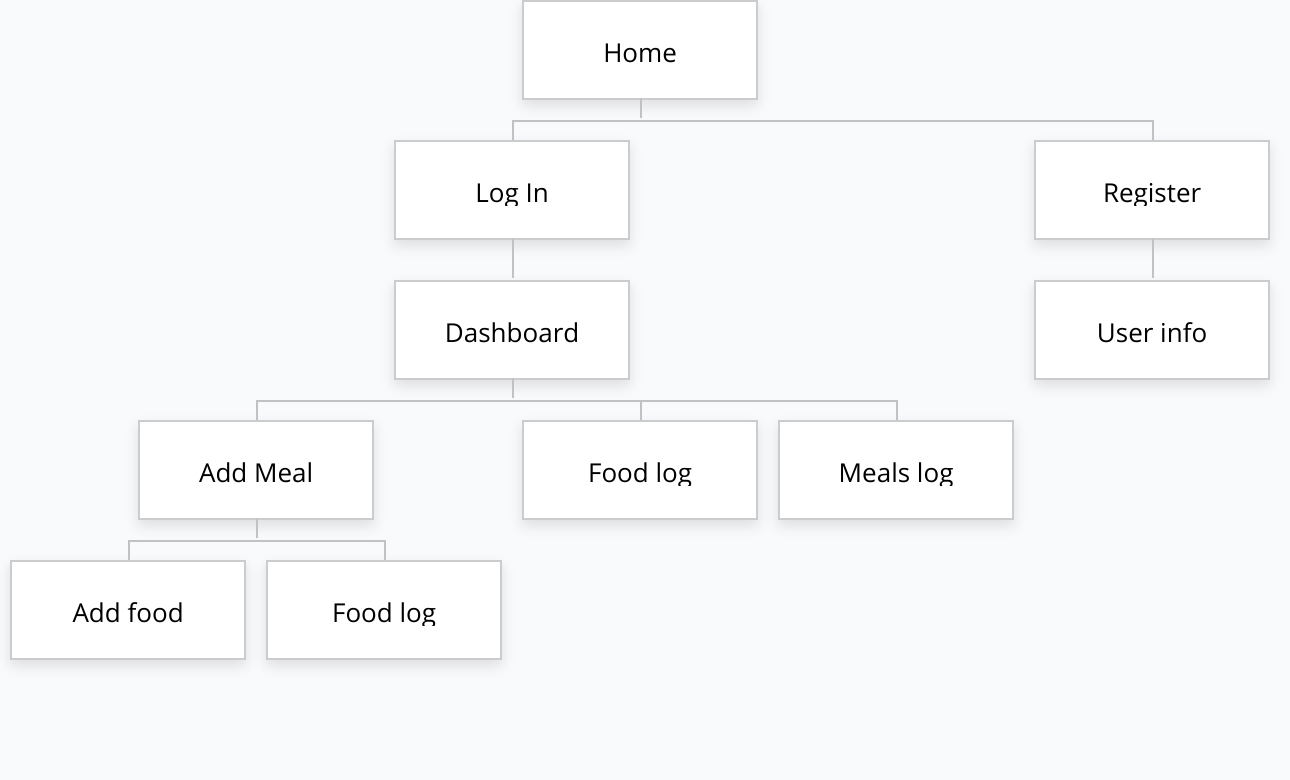 Home
Log In
Register
Dashboard
User info
Add Meal
Food log
Meals log
Add food
Food log